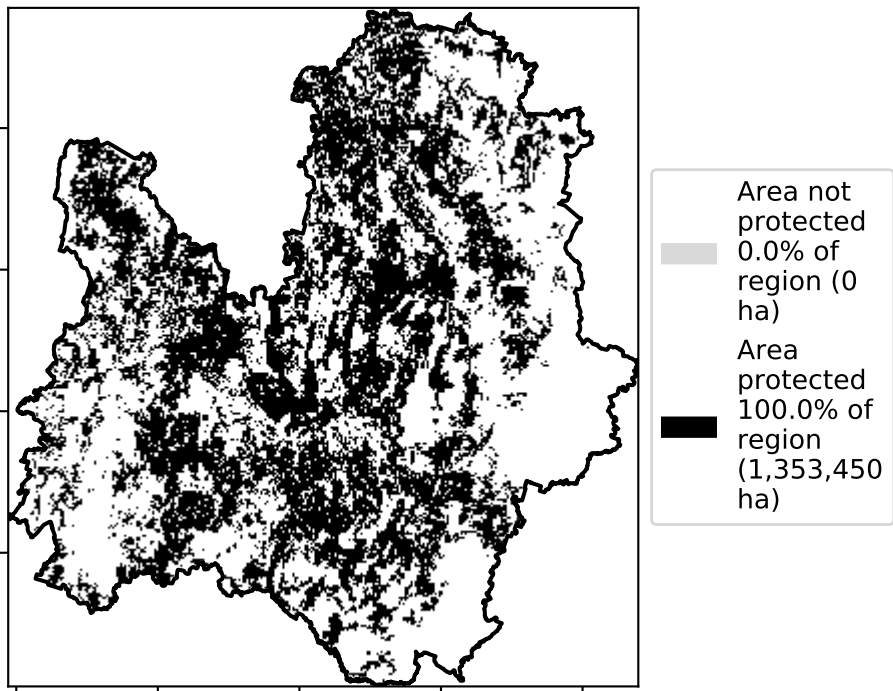 Area not
protected
0.0% of
region (0
ha)
Area
protected
100.0% of
region
(1,353,450
ha)